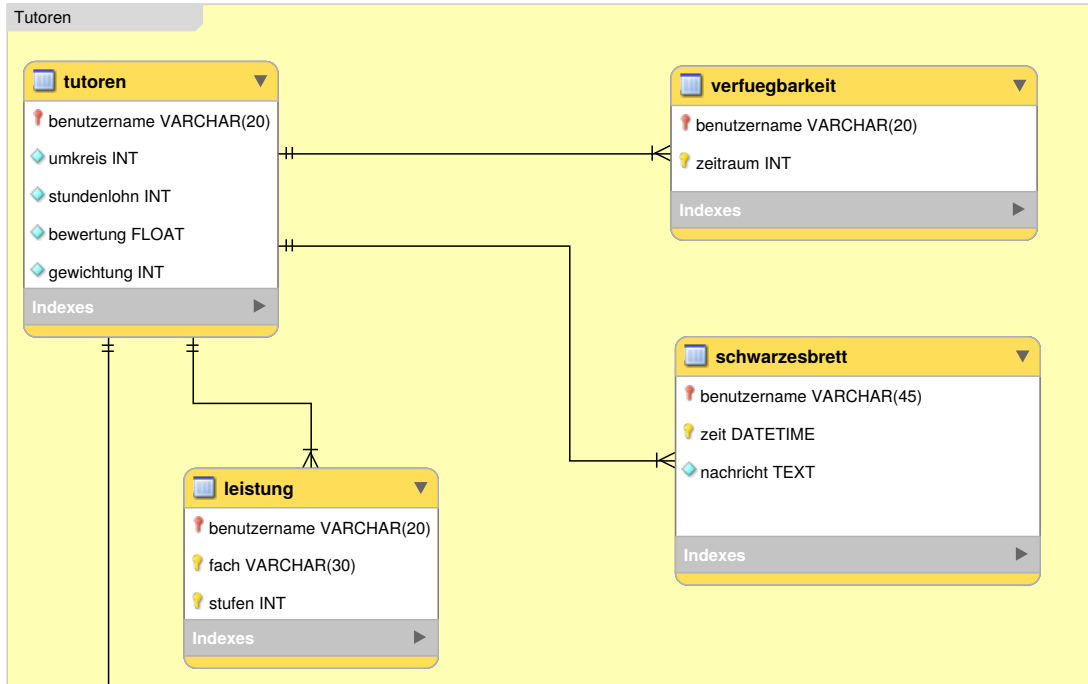 Tutoren
tutoren
benutzername VARCHAR(20)
umkreis INT
stundenlohn INT
bewertung FLOAT
gewichtung INT
Indexes
verfuegbarkeit
benutzername VARCHAR(20)
zeitraum INT
Indexes
schwarzesbrett
benutzername VARCHAR(45)
zeit DATETIME
nachricht TEXT
Indexes
leistung
benutzername VARCHAR(20)
fach VARCHAR(30)
stufen INT
Indexes